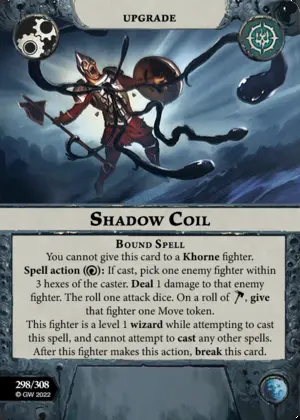 UPGRADE
SHADOW COIL
BOUND SPELL
You cannot give this card to a Khorne fighter.
Spell action (): If cast, pick one enemy fighter within
3 hexes of the caster. Deal 1 damage to that enemy
fighter. The roll one attack dice. On a roll of , give
that fighter one Move token.
This fighter is a level 1 wizard while attempting to cast
this spell, and cannot attempt to cast any other spells.
After this fighter makes this action, break this card.
298/308
© GW 2022